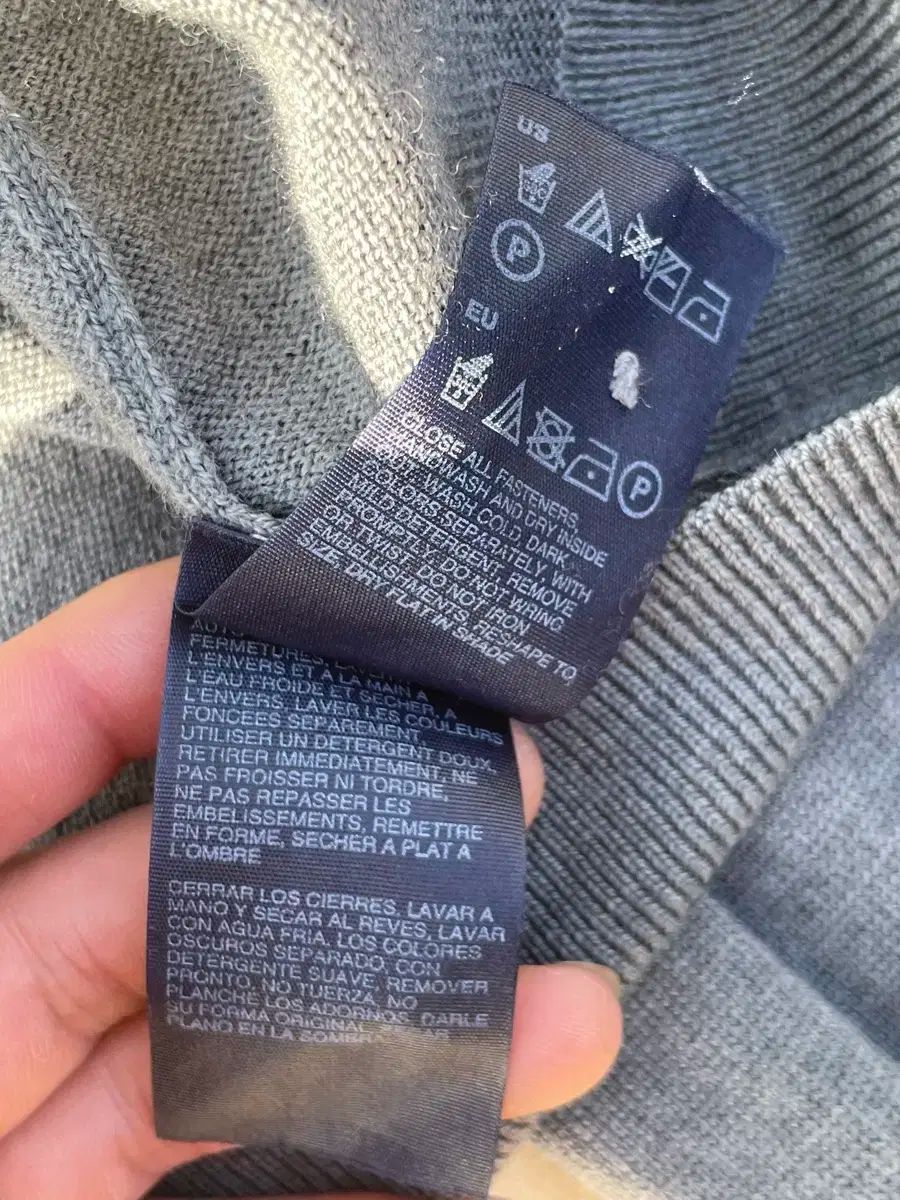 US
P
EU
P
CLOSE ALL FASTENERS,
HANDWASH AND DRY INSIDE
OUT, WASH COLD, DARK
COLORS SEPARATELY, WITH
MILD DETERGENT, REMOVE
PROMPTLY, DO NOT WRING
OR TWIST, DO NOT IRON
EMBELLISHMENTS, RESHAPE TO
SIZE, DRY FLAT IN SHADE
FERMETURES,
L'ENVERS ET A LA MAIN A
L'EAU FROIDE ET SECHER A
L'ENVERS, LAVER LES COULEURS
FONCEES SEPAREMENT,
UTILISER UN DETERGENT DOUX,
RETIRER IMMEDIATEMENT, NE
PAS FROISSER NI TORDRE,
NE PAS REPASSER LES
EMBELISSEMENTS, REMETTRE
EN FORME, SECHER A PLAT A
L'OMBRE
CERRAR LOS CIERRES, LAVAR A
MANO Y SECAR AL REVES, LAVAR
CON AGUA FRIA, LOS COLORES
OSCUROS SEPARADO, CON
DETERGENTE SUAVE, REMOVER
PRONTO, NO TUERZA, NO
PLANCHE LOS ADORNOS, DARLE
SU FORMA ORIGINAL,
PLANO EN LA SOMBRA